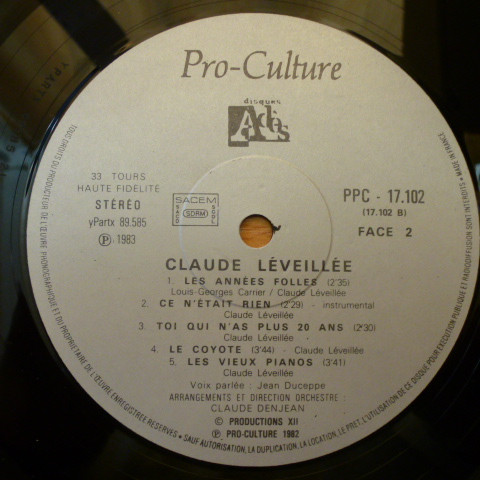 Pro-Culture
disques
Adès
33 TOURS
HAUTE FIDÉLITÉ
STÉRÉO
yPartx 89.585
Ⓟ 1983
SACEM
SDRM
PPC - 17.102
(17.102 B)
FACE 2
CLAUDE LÉVEILLÉE
1. LES ANNÉES FOLLES (2'35)
Louis-Georges Carrier / Claude Léveillée
2. CE N'ÉTAIT RIEN (2'29) - instrumental
Claude Léveillée
3. TOI QUI N'AS PLUS 20 ANS (2'30)
Claude Léveillée
4. LE COYOTE (3'44) - Claude Léveillée
5. LES VIEUX PIANOS (3'41)
Claude Léveillée
Voix parlée : Jean Duceppe
ARRANGEMENTS ET DIRECTION ORCHESTRE :
CLAUDE DENJEAN
© PRODUCTIONS XII
Ⓟ PRO-CULTURE 1982
TOUS DROITS DU PRODUCTEUR DE L'ŒUVRE PHONOGRAPHIQUE ET DU PROPRIETAIRE DE L'ŒUVRE ENREGISTREE RESERVES • SAUF AUTORISATION, LA DUPLICATION, LA LOCATION, LE PRET, L'UTILISATION DE CE DISQUE POUR EXECUTION PUBLIQUE ET RADIODIFFUSION SONT INTERDITS • MADE IN FRANCE